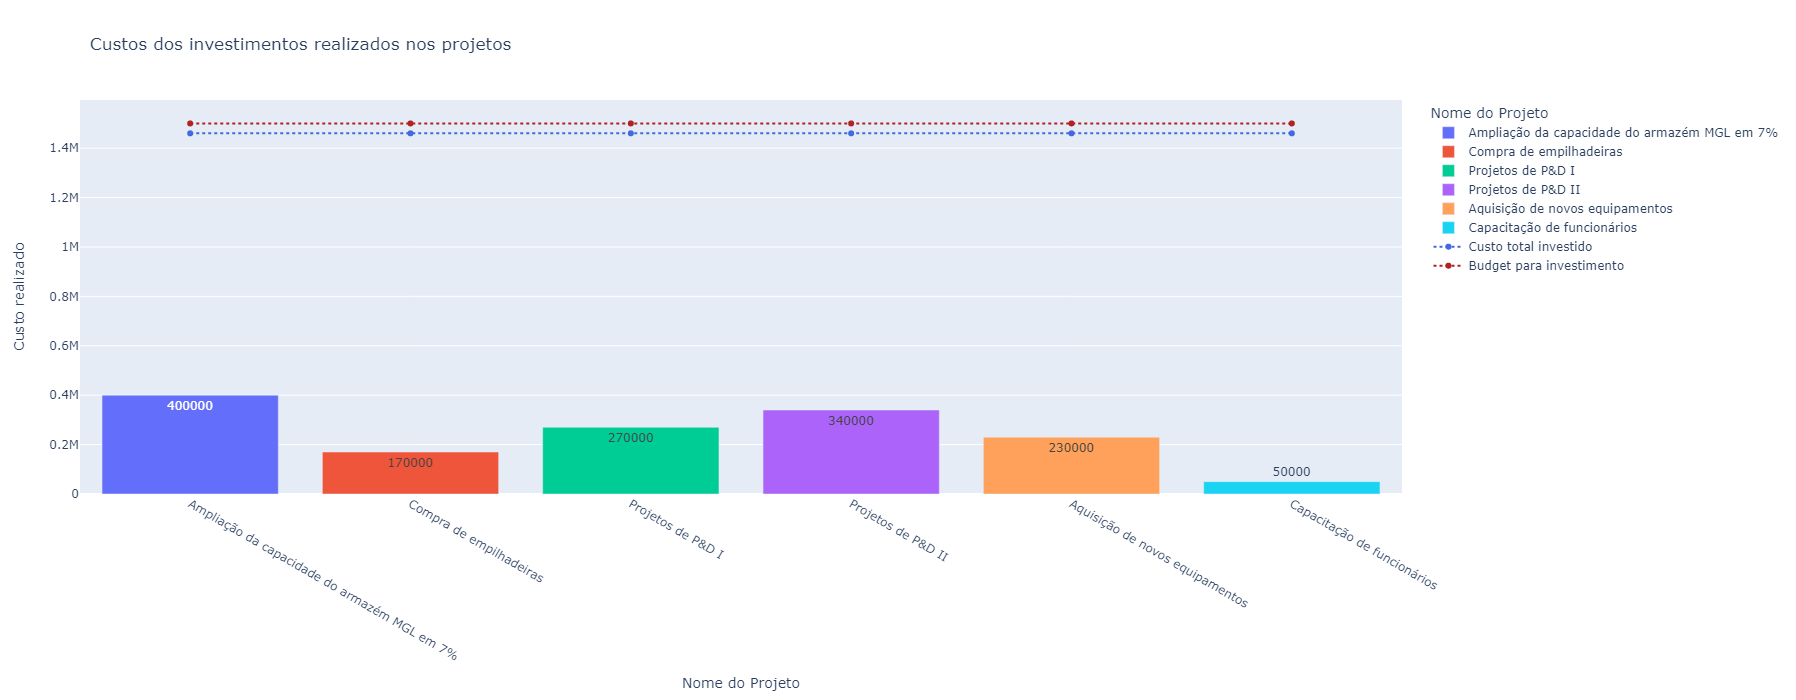 Custos dos investimentos realizados nos projetos
Nome do Projeto
Ampliação da capacidade do armazém MGL em 7%
Compra de empilhadeiras
Projetos de P&D I
Projetos de P&D II
Aquisição de novos equipamentos
Capacitação de funcionários
Custo total investido
Budget para investimento
Custo realizado
1.4M
1.2M
1M
0.8M
0.6M
0.4M
0.2M
0
400000
170000
270000
340000
230000
50000
Ampliação da capacidade do armazém MGL em 7%
Compra de empilhadeiras
Projetos de P&D I
Projetos de P&D II
Aquisição de novos equipamentos
Capacitação de funcionários
Nome do Projeto